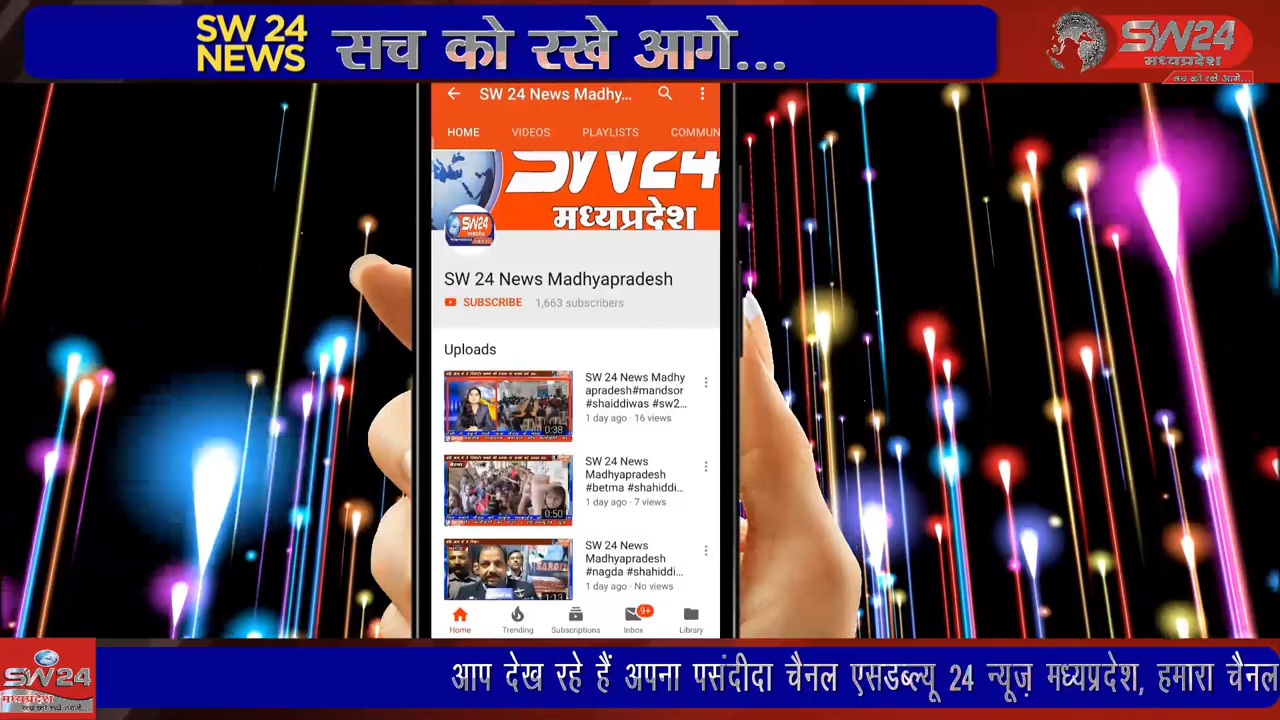 SW 24
NEWS
सच को रखे आगे...
SW24
मध्यप्रदेश
सच को रखे आगे...
SW 24 News Madhy...
HOME VIDEOS PLAYLISTS COMMUN
SW24
मध्यप्रदेश
SW24
SW 24 News Madhyapradesh
SUBSCRIBE 1,663 subscribers
Uploads
SW 24 News Madhy
apradesh#mandsor
#shaiddiwas #sw2...
1 day ago · 16 views
0:38
SW 24 News
Madhyapradesh
#betma #shahiddi...
1 day ago · 7 views
0:50
SW 24 News
Madhyapradesh
#nagda #shahiddi...
1 day ago · No views
1:13
9+
Home Trending Subscriptions Inbox Library
SW24
मध्यप्रदेश
सच को रखे आगे...
आप देख रहे हैं अपना पसंदीदा चैनल एसडब्ल्यू 24 न्यूज़ मध्यप्रदेश, हमारा चैनल